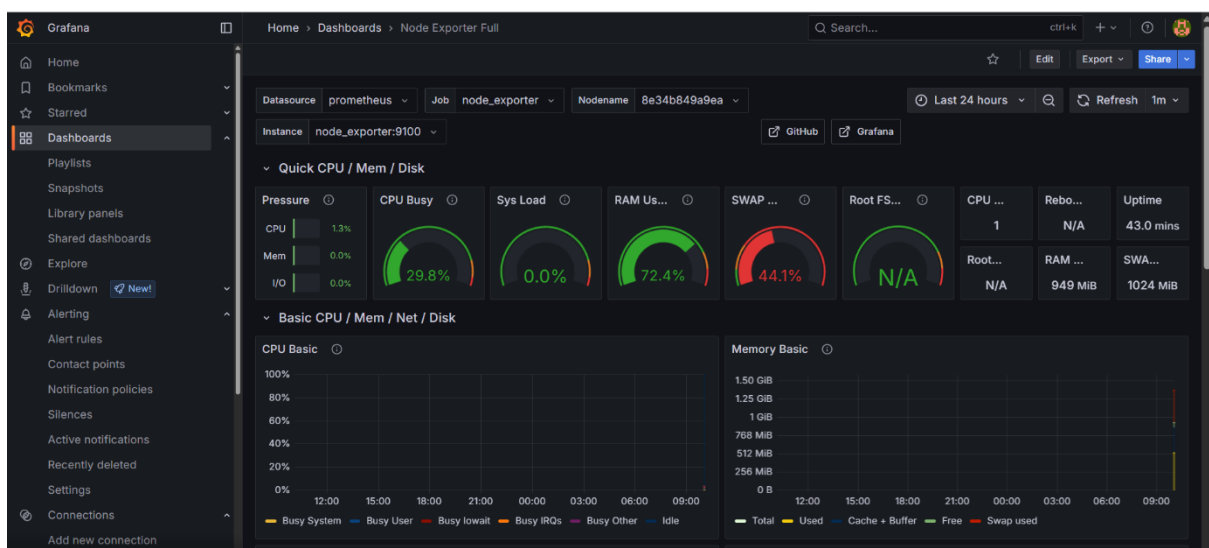 Grafana
Home › Dashboards › Node Exporter Full
Search...
ctrl+k
Home
Bookmarks
Starred
Dashboards
Playlists
Snapshots
Library panels
Shared dashboards
Explore
Drilldown New!
Alerting
Alert rules
Contact points
Notification policies
Silences
Active notifications
Recently deleted
Settings
Connections
Add new connection
Edit Export Share
Datasource prometheus Job node_exporter Nodename 8e34b849a9ea Last 24 hours Refresh 1m
Instance node_exporter:9100 GitHub Grafana
Quick CPU / Mem / Disk
Pressure
CPU 1.3%
Mem 0.0%
I/O 0.0%
CPU Busy
29.8%
Sys Load
0.0%
RAM Us...
72.4%
SWAP ...
44.1%
Root FS...
N/A
CPU ...
1
Rebo...
N/A
Uptime
43.0 mins
Root...
N/A
RAM ...
949 MiB
SWA...
1024 MiB
Basic CPU / Mem / Net / Disk
CPU Basic
100%
80%
60%
40%
20%
0%
12:00 15:00 18:00 21:00 00:00 03:00 06:00 09:00
Busy System Busy User Busy Iowait Busy IRQs Busy Other Idle
Memory Basic
1.50 GiB
1.25 GiB
1 GiB
768 MiB
512 MiB
256 MiB
0 B
12:00 15:00 18:00 21:00 00:00 03:00 06:00 09:00
Total Used Cache + Buffer Free Swap used